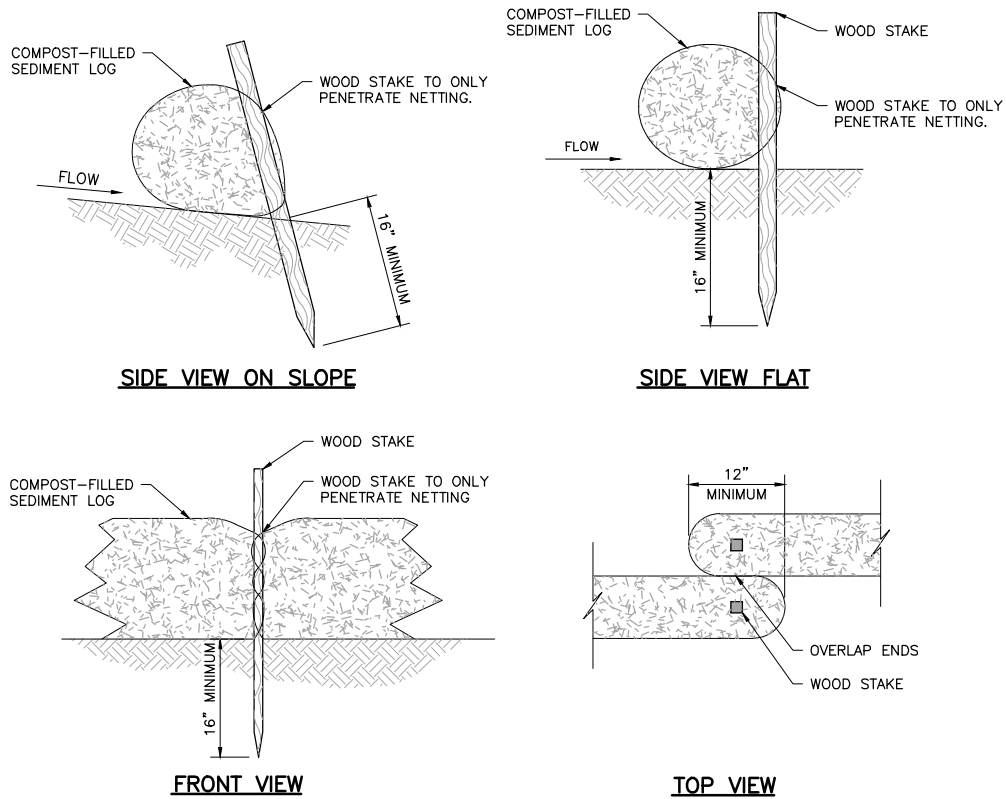 COMPOST-FILLED
SEDIMENT LOG
WOOD STAKE TO ONLY
PENETRATE NETTING.
FLOW
16" MINIMUM
SIDE VIEW ON SLOPE
COMPOST-FILLED
SEDIMENT LOG
WOOD STAKE
WOOD STAKE TO ONLY
PENETRATE NETTING.
FLOW
16" MINIMUM
SIDE VIEW FLAT
WOOD STAKE
COMPOST-FILLED
SEDIMENT LOG
WOOD STAKE TO ONLY
PENETRATE NETTING
16" MINIMUM
FRONT VIEW
12"
MINIMUM
OVERLAP ENDS
WOOD STAKE
TOP VIEW